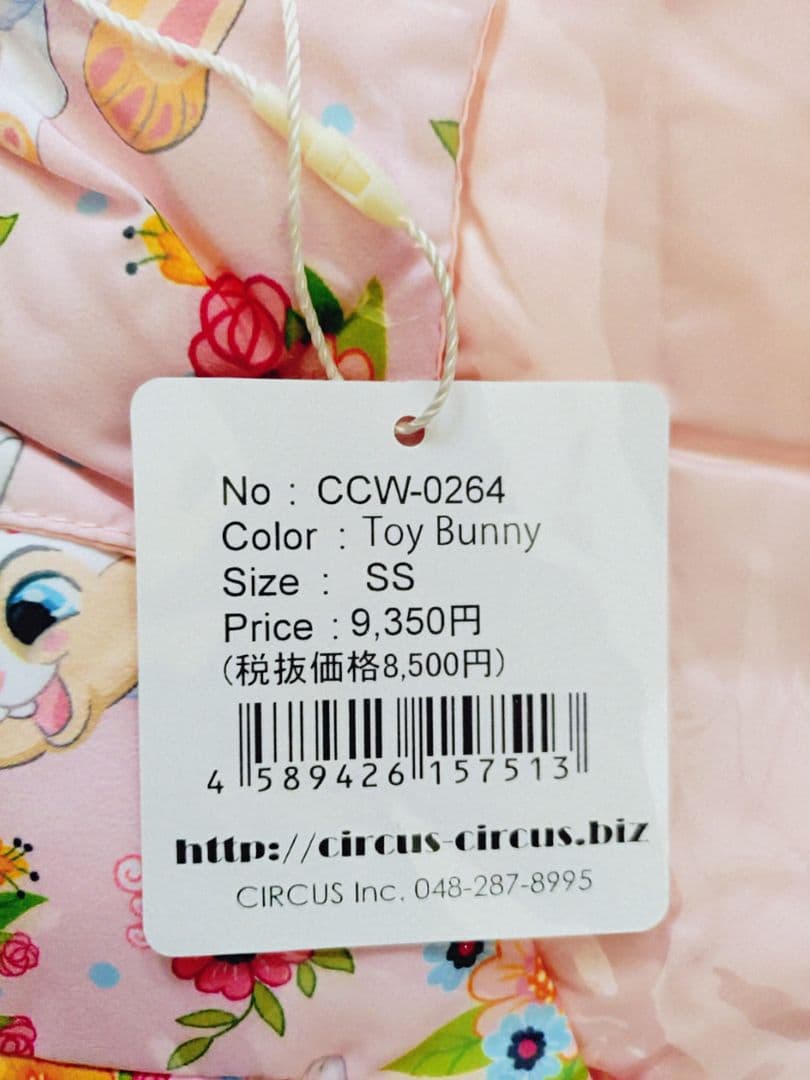 No : CCW-0264
Color : Toy Bunny
Size : SS
Price : 9,350円
(税抜価格8,500円)
4 589426 157513
http://circus-circus.biz
CIRCUS Inc. 048-287-8995